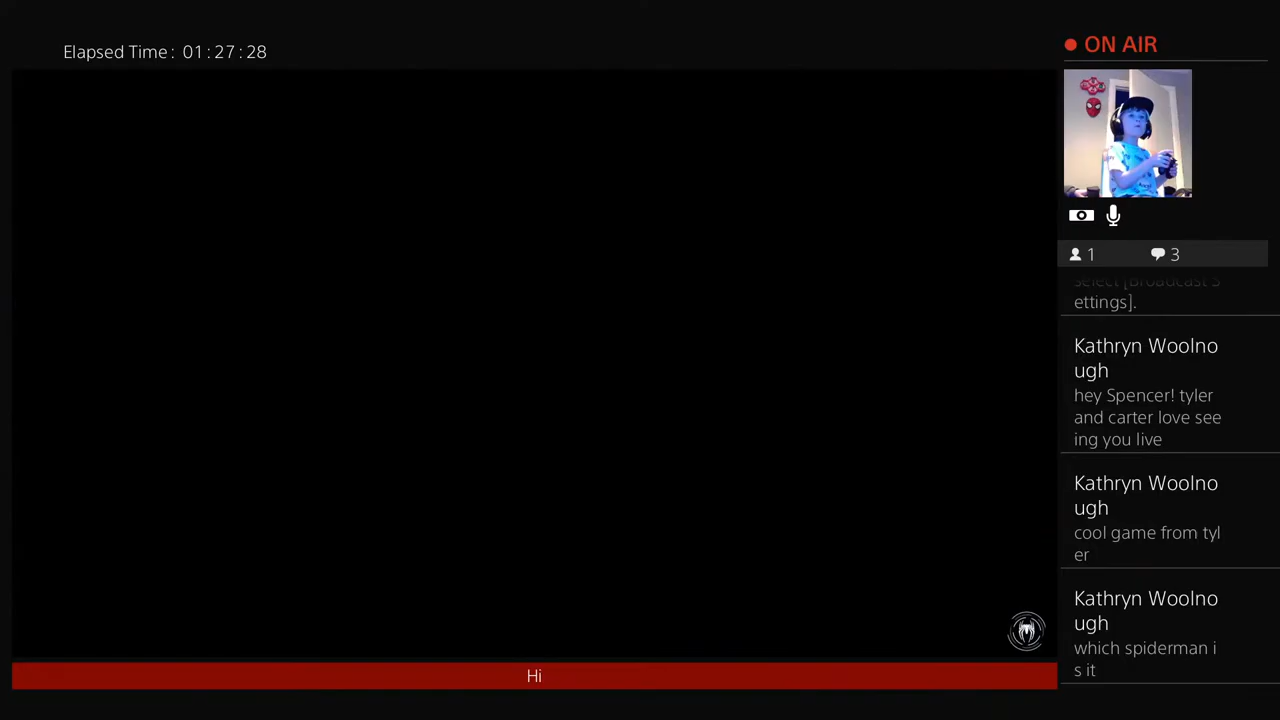 Elapsed Time: 01:27:28
ON AIR
1
3
select [Broadcast S
ettings].
Kathryn Woolno
ugh
hey Spencer! tyler
and carter love see
ing you live
Kathryn Woolno
ugh
cool game from tyl
er
Kathryn Woolno
ugh
which spiderman i
s it
Hi